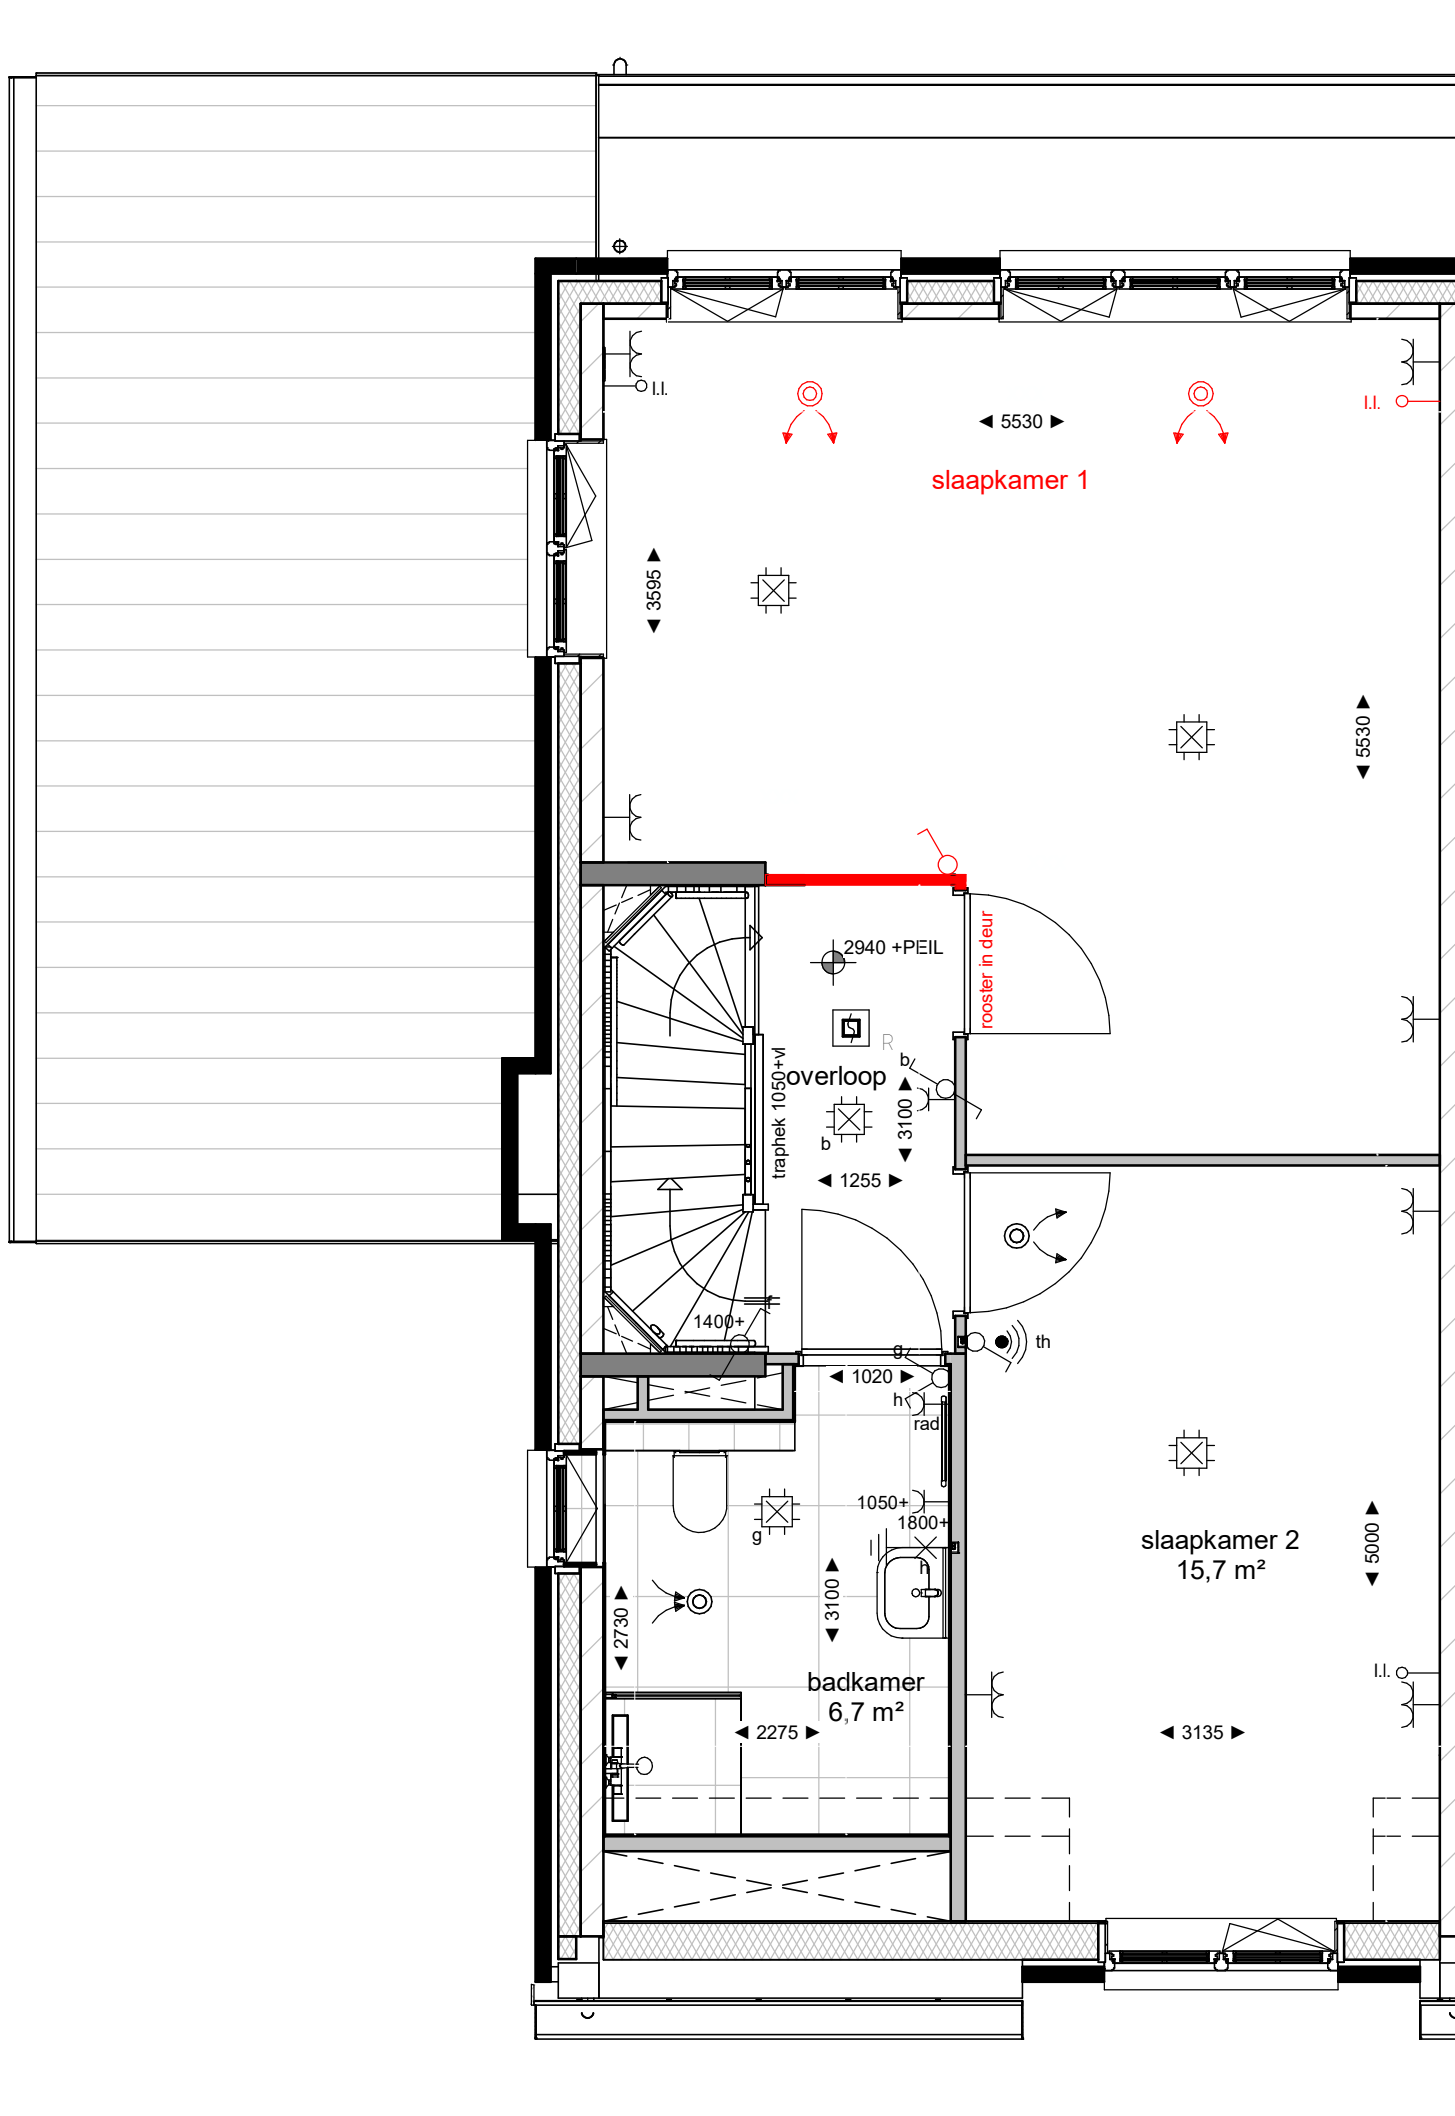 l.l.
l.l.
5530
slaapkamer 1
3595
5530
rooster in deur
2940 +PEIL
R
b
overloop
traphek 1050+vl
3100
b
1255
f
1400+
th
g
1020
h
rad
1050+
1800+
g
h
slaapkamer 2
15,7 m²
5000
3100
2730
l.l.
badkamer
6,7 m²
2275
3135